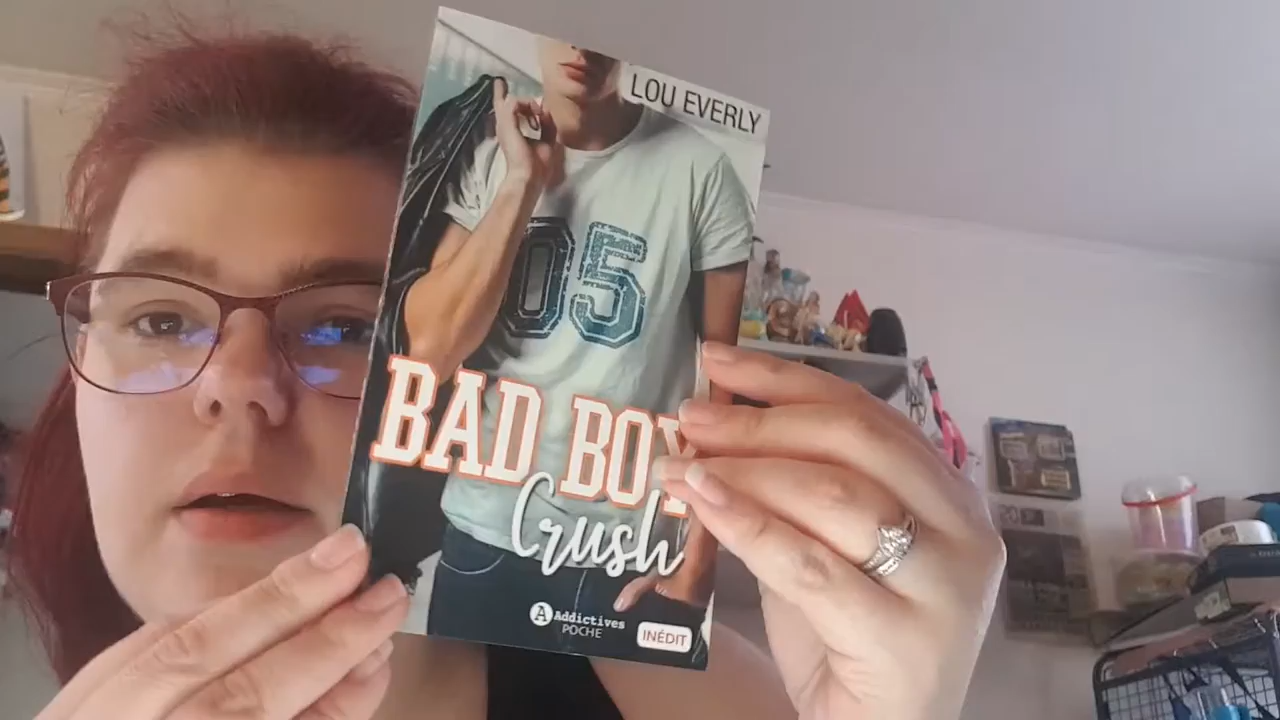 LOU EVERLY
05
BAD BOY
Crush
A Addictives
POCHE
INÉDIT